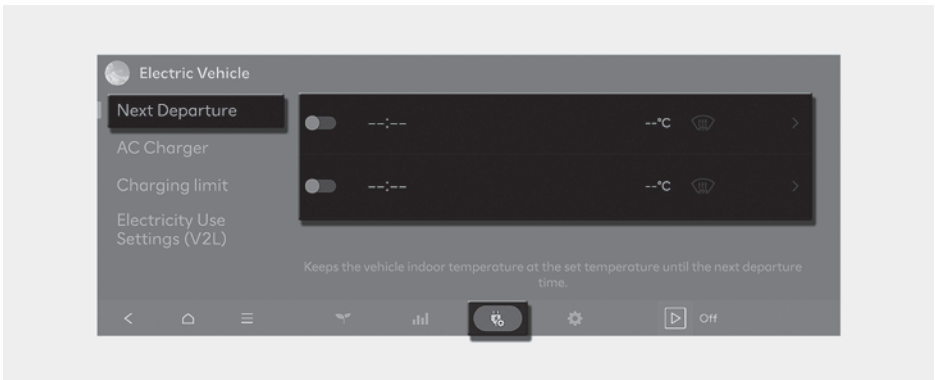 Electric Vehicle
Next Departure
--:--
--°C
AC Charger
Charging limit
--:--
--°C
Electricity Use
Settings (V2L)
Keeps the vehicle indoor temperature at the set temperature until the next departure
time.
Off